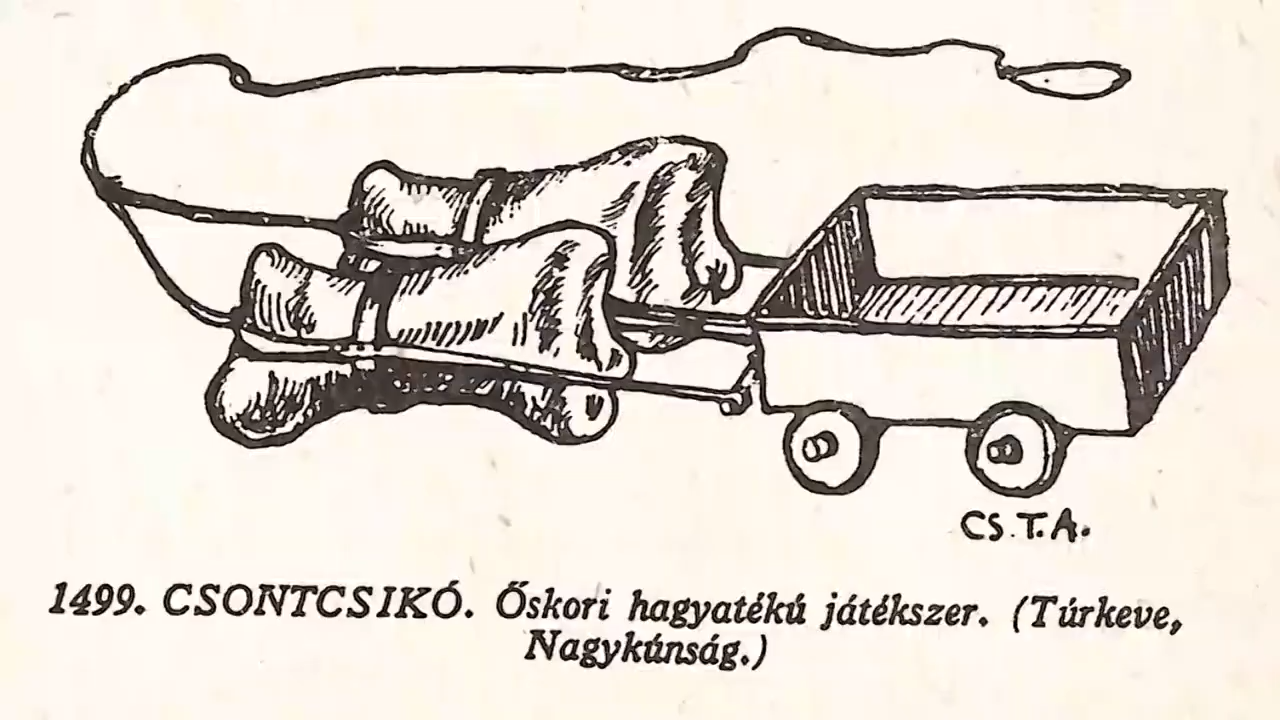 CS.T.A.
1499. CSONTCSIKÓ. Őskori hagyatékú játékszer. (Túrkeve,
Nagykúnság.)